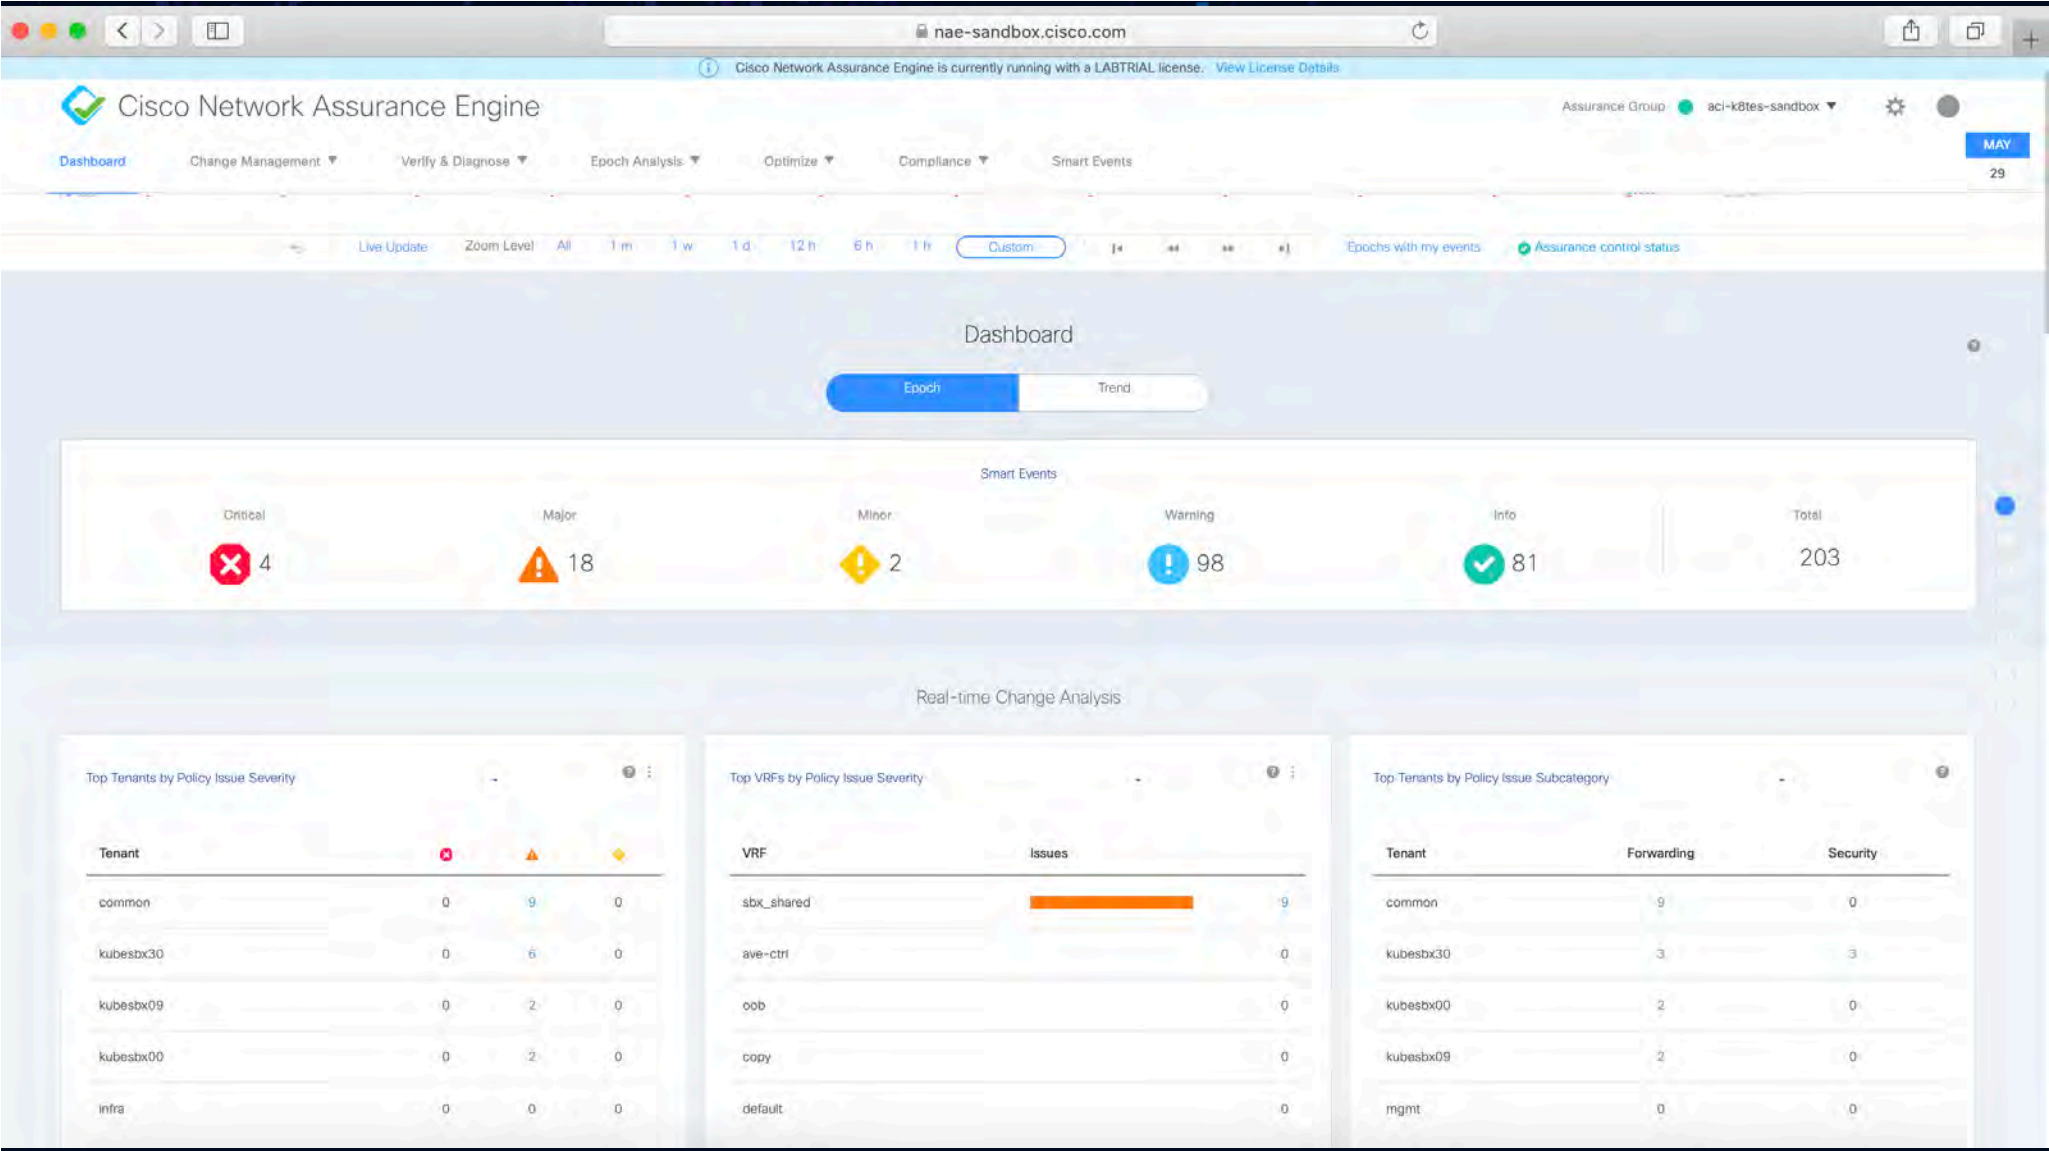 nae-sandbox.cisco.com
Cisco Network Assurance Engine is currently running with a LABTRIAL license. View License Details
Cisco Network Assurance Engine
Assurance Group aci-k8tes-sandbox
Dashboard Change Management Verify & Diagnose Epoch Analysis Optimize Compliance Smart Events
MAY
29
Live Update Zoom Level All 1 m 1 w 1 d 12 h 6 h 1 h Custom Epochs with my events Assurance control status
Dashboard
Epoch Trend
Smart Events
Critical Major Minor Warning Info Total
4 18 2 98 81 203
Real-time Change Analysis
Top Tenants by Policy Issue Severity -
Tenant
common 0 9 0
kubesbx30 0 6 0
kubesbx09 0 2 0
kubesbx00 0 2 0
infra 0 0 0
Top VRFs by Policy Issue Severity -
VRF Issues
sbx_shared 9
ave-ctrl 0
oob 0
copy 0
default 0
Top Tenants by Policy Issue Subcategory -
Tenant Forwarding Security
common 9 0
kubesbx30 3 3
kubesbx00 2 0
kubesbx09 2 0
mgmt 0 0